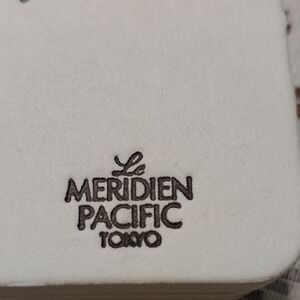 Le
MERIDIEN
PACIFIC
TOKYO